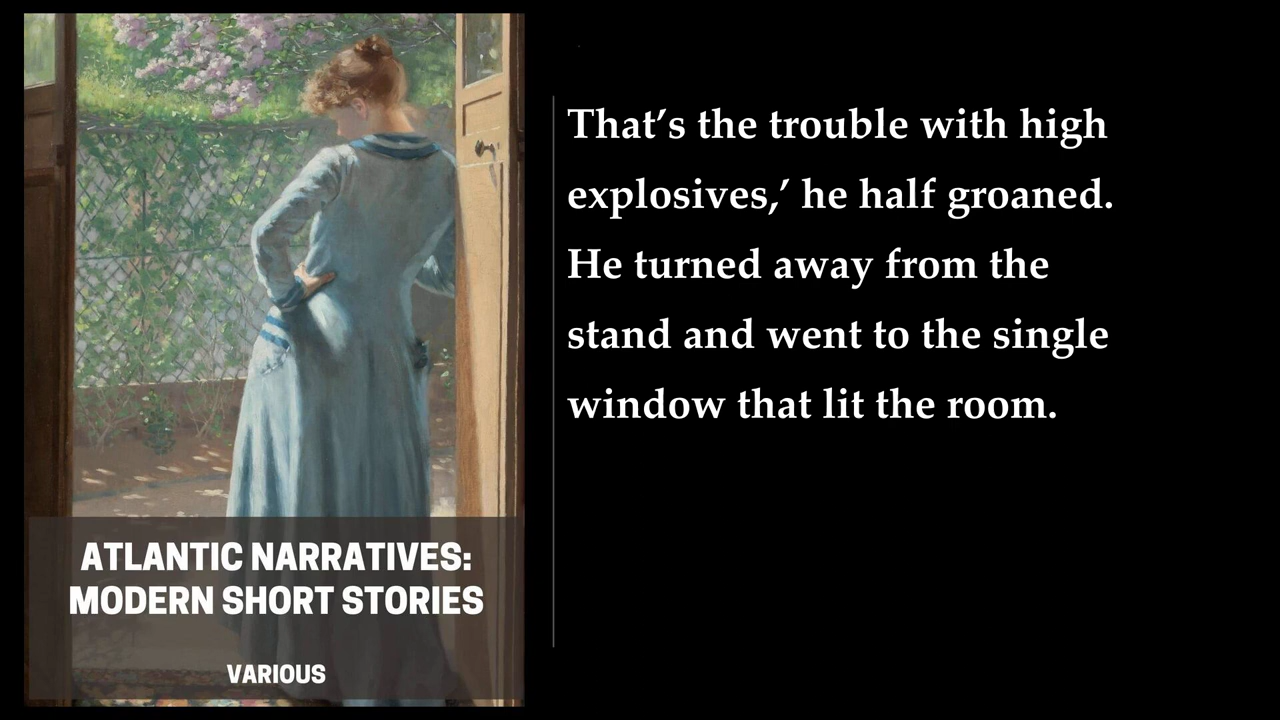 That’s the trouble with high
explosives,’ he half groaned.
He turned away from the
stand and went to the single
window that lit the room.
ATLANTIC NARRATIVES:
MODERN SHORT STORIES
VARIOUS